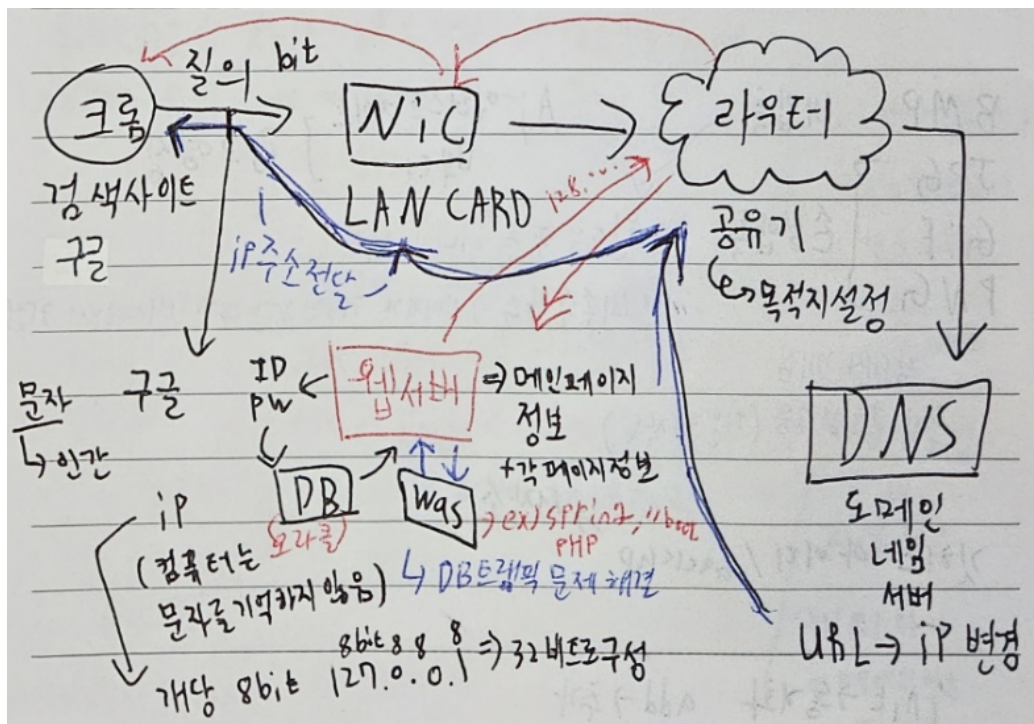 질의 bit
크롬
NiC
라우터
검색사이트
구글
LAN CARD
128. ...
공유기
↳ 목적지설정
iP주소전달
문자
↳ 인간
구글
ID
PW
웹서버
⇒ 메인페이지
정보
+각 페이지정보
DNS
도메인
네임
서버
URL → iP 변경
DB
(오라클)
Was
→ ex) spring, "boot
PHP
↳ DB트래픽 문제 해결
iP
(컴퓨터는
문자를 기억하지 않음)
8bit 8 8 8
개당 8bit 127.0.0.1 ⇒ 32비트로구성